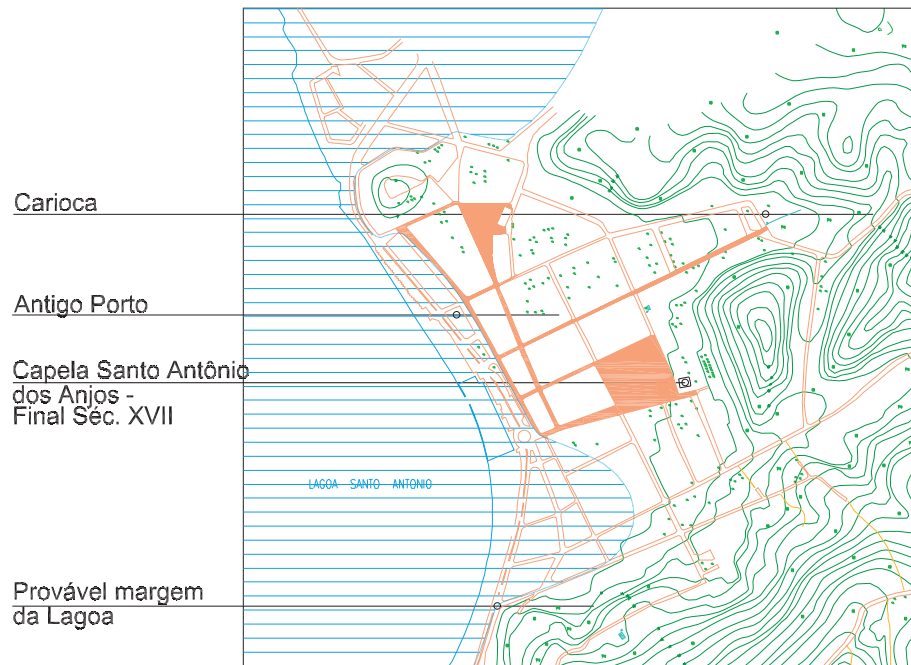 Carioca
Antigo Porto
Capela Santo Antônio
dos Anjos -
Final Séc. XVII
LAGOA SANTO ANTONIO
Provável margem
da Lagoa